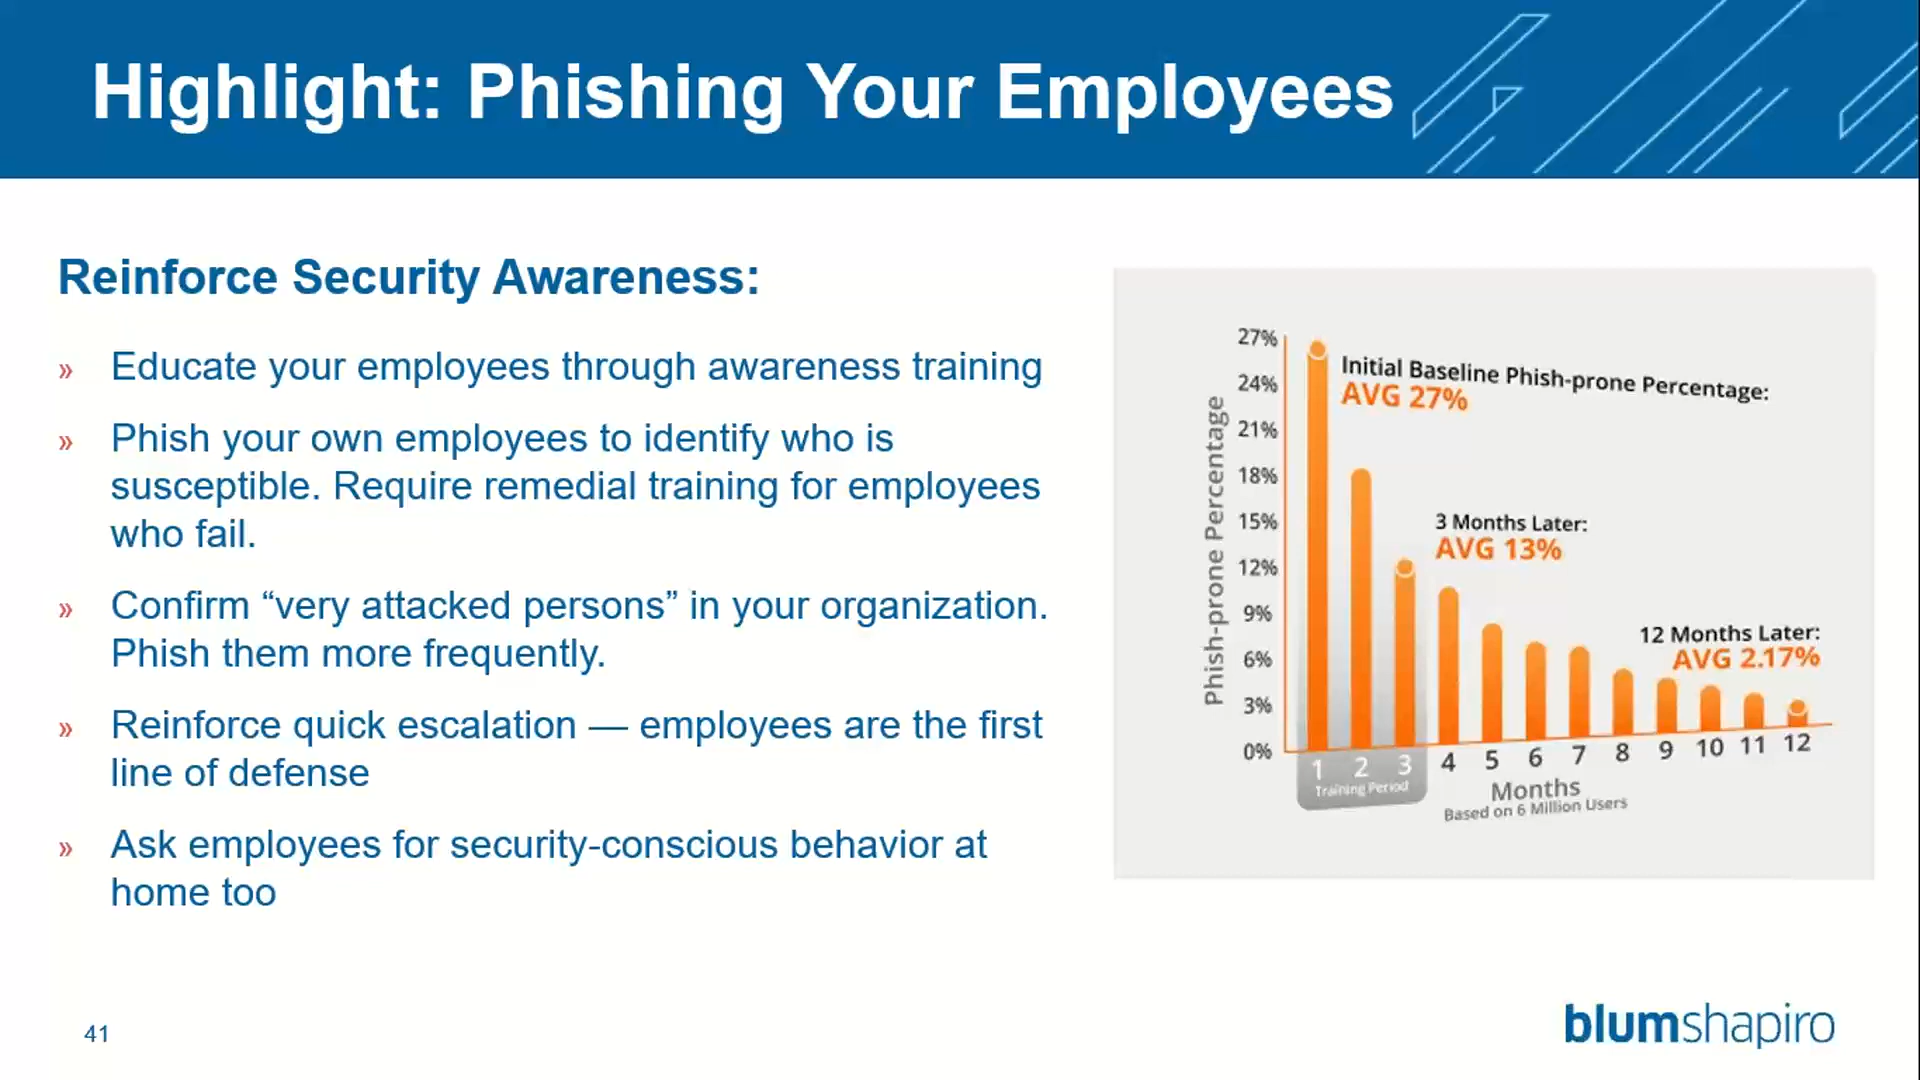 Highlight: Phishing Your Employees
Reinforce Security Awareness:
» Educate your employees through awareness training
» Phish your own employees to identify who is
susceptible. Require remedial training for employees
who fail.
» Confirm “very attacked persons” in your organization.
Phish them more frequently.
» Reinforce quick escalation — employees are the first
line of defense
» Ask employees for security-conscious behavior at
home too
Phish-prone Percentage
27%
24%
21%
18%
15%
12%
9%
6%
3%
0%
Initial Baseline Phish-prone Percentage:
AVG 27%
3 Months Later:
AVG 13%
12 Months Later:
AVG 2.17%
1 2 3 4 5 6 7 8 9 10 11 12
Training Period
Months
Based on 6 Million Users
41
blumshapiro